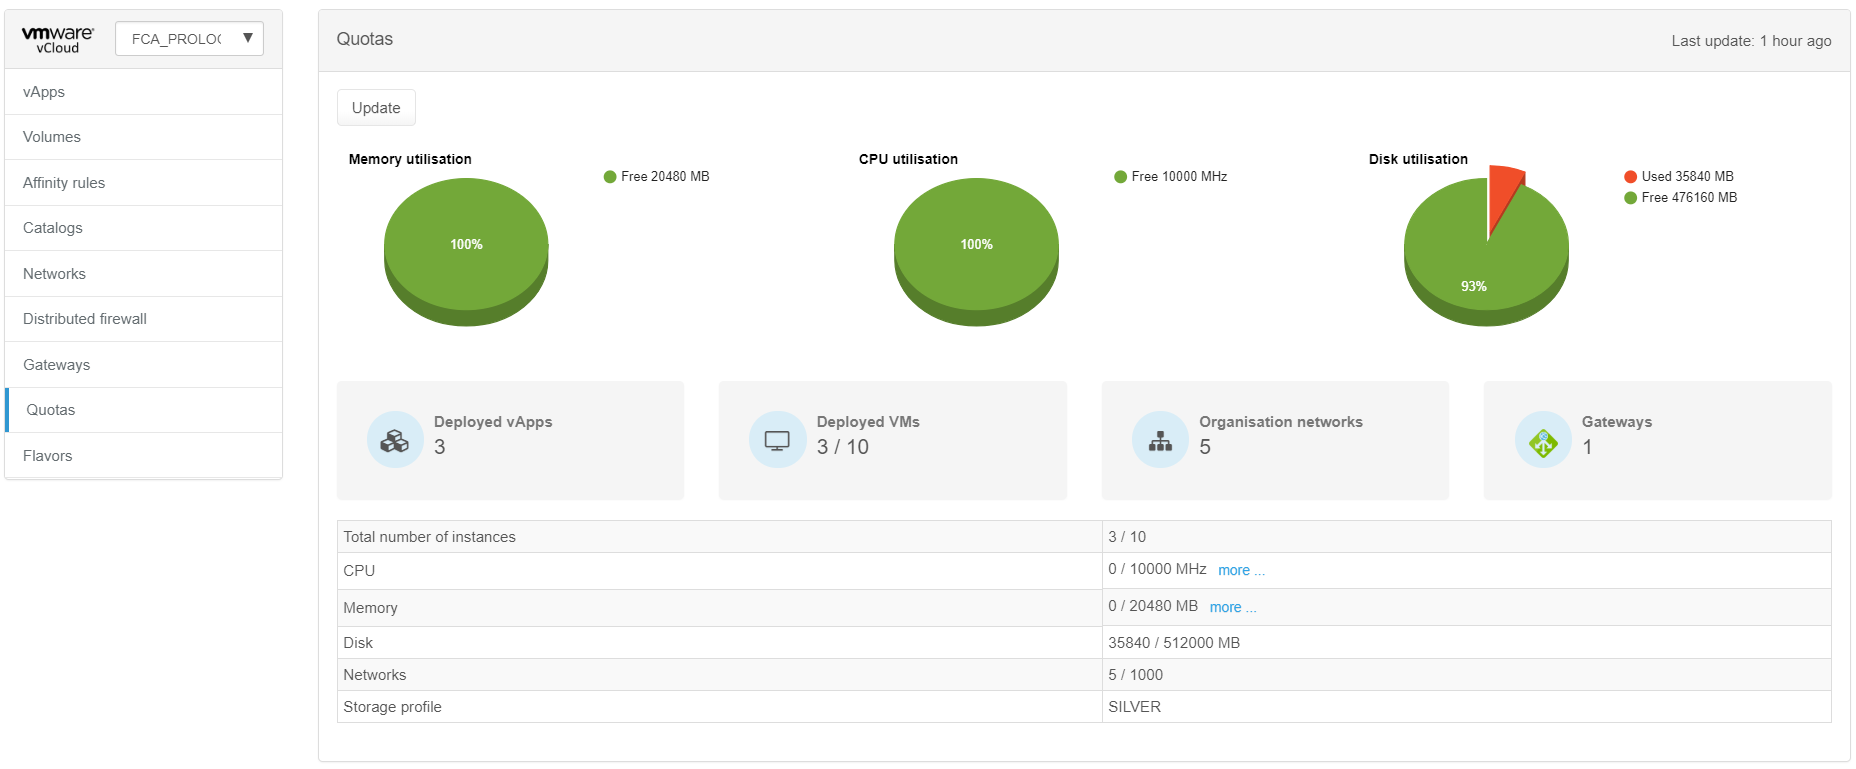 vmware
vCloud
FCA_PROLO
vApps
Volumes
Affinity rules
Catalogs
Networks
Distributed firewall
Gateways
Quotas
Flavors
Quotas
Last update: 1 hour ago
Update
Memory utilisation
Free 20480 MB
100%
CPU utilisation
Free 10000 MHz
100%
Disk utilisation
Used 35840 MB
Free 476160 MB
93%
Deployed vApps
3
Deployed VMs
3 / 10
Organisation networks
5
Gateways
1
Total number of instances 3 / 10
CPU 0 / 10000 MHz more ...
Memory 0 / 20480 MB more ...
Disk 35840 / 512000 MB
Networks 5 / 1000
Storage profile SILVER